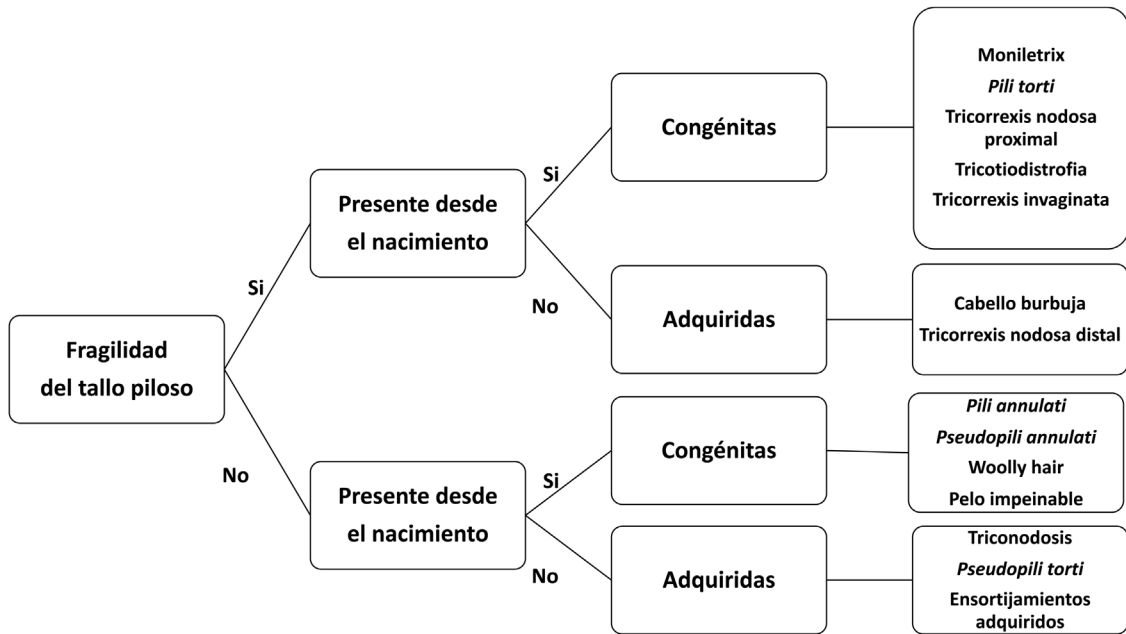 Fragilidad
del tallo piloso
Si
No
Presente desde
el nacimiento
Si
No
Congénitas
Moniletrix
Pili torti
Tricorrexis nodosa
proximal
Tricotiodistrofia
Tricorrexis invaginata
Adquiridas
Cabello burbuja
Tricorrexis nodosa distal
Presente desde
el nacimiento
Si
No
Congénitas
Pili annulati
Pseudopili annulati
Woolly hair
Pelo impeinable
Adquiridas
Triconodosis
Pseudopili torti
Ensortijamientos
adquiridos